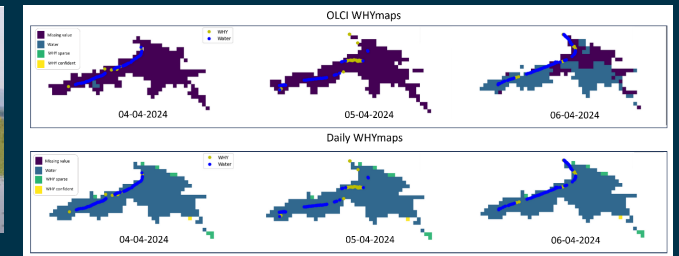 OLCI WHYmaps
Missing value
Water
WHY sparse
WHY confident
WHY
Water
04-04-2024
05-04-2024
06-04-2024
Daily WHYmaps
Missing value
Water
WHY sparse
WHY confident
WHY
Water
04-04-2024
05-04-2024
06-04-2024